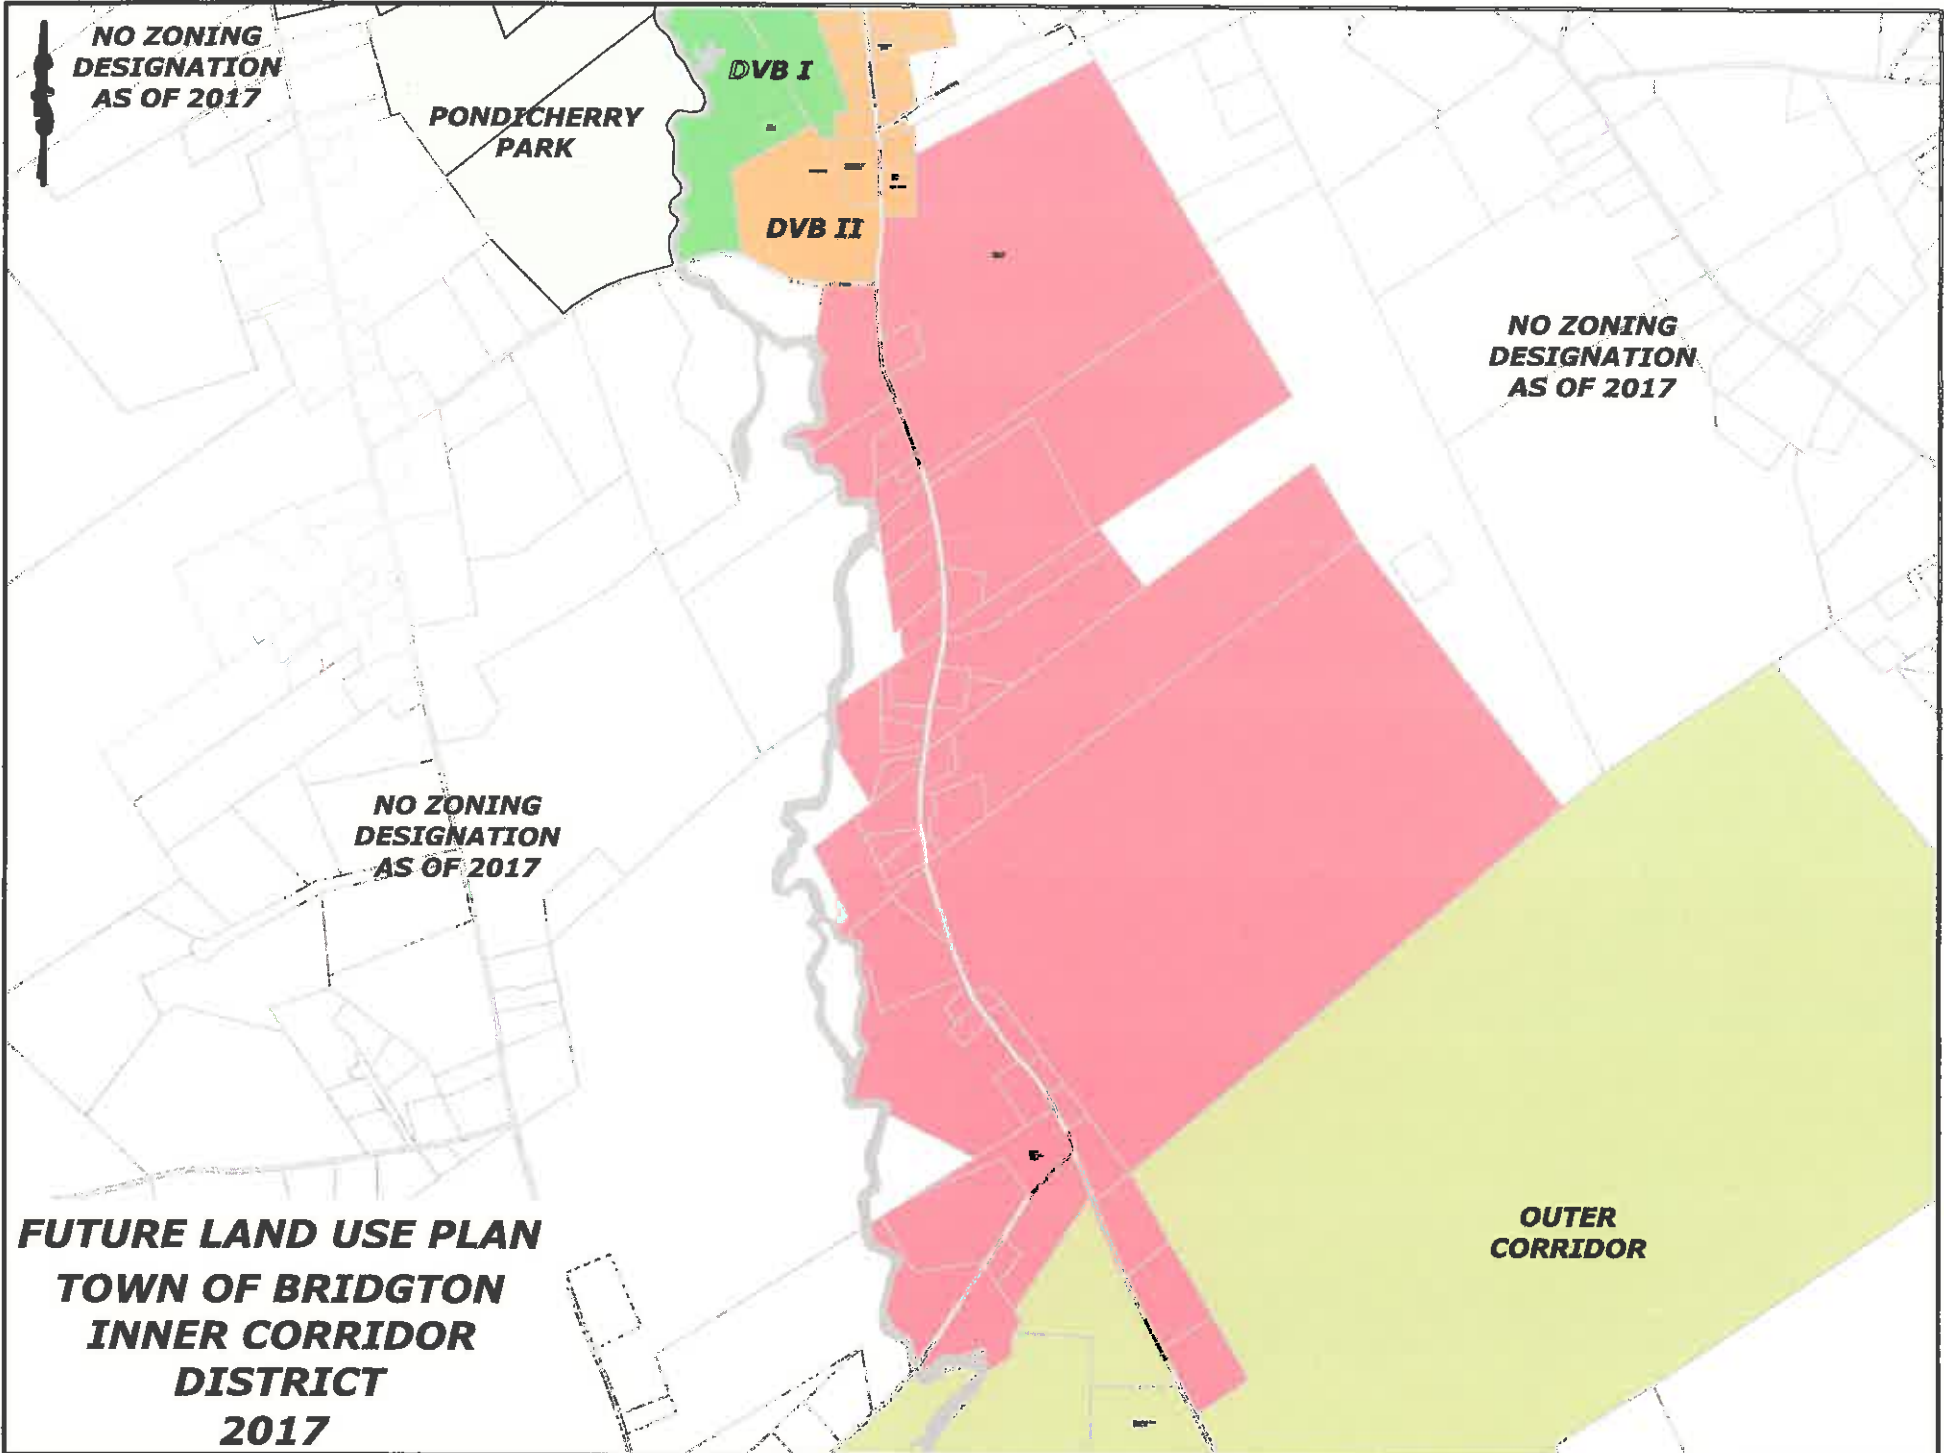 NO ZONING
DESIGNATION
AS OF 2017
PONDICHERRY
PARK
DVB I
DVB II
NO ZONING
DESIGNATION
AS OF 2017
NO ZONING
DESIGNATION
AS OF 2017
OUTER
CORRIDOR
FUTURE LAND USE PLAN
TOWN OF BRIDGTON
INNER CORRIDOR
DISTRICT
2017